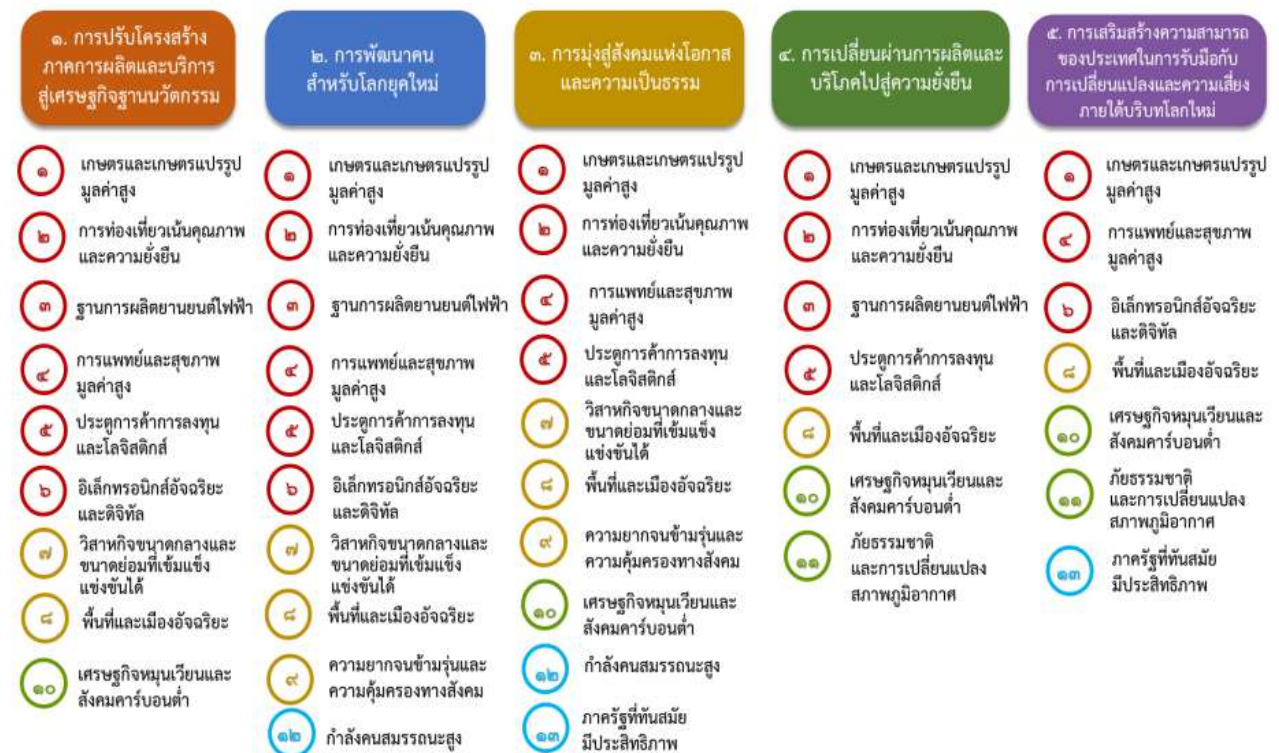 ๑. การปรับโครงสร้าง
ภาคการผลิตและบริการ
สู่เศรษฐกิจฐานนวัตกรรม
๑
เกษตรและเกษตรแปรรูป
มูลค่าสูง
๒
การท่องเที่ยวเน้นคุณภาพ
และความยั่งยืน
๓
ฐานการผลิตยานยนต์ไฟฟ้า
๔
การแพทย์และสุขภาพ
มูลค่าสูง
๕
ประตูการค้าการลงทุน
และโลจิสติกส์
๖
อิเล็กทรอนิกส์อัจฉริยะ
และดิจิทัล
๗
วิสาหกิจขนาดกลางและ
ขนาดย่อมที่เข้มแข็ง
แข่งขันได้
๘
พื้นที่และเมืองอัจฉริยะ
๑๐
เศรษฐกิจหมุนเวียนและ
สังคมคาร์บอนต่ำ
๒. การพัฒนาคน
สำหรับโลกยุคใหม่
๑
เกษตรและเกษตรแปรรูป
มูลค่าสูง
๒
การท่องเที่ยวเน้นคุณภาพ
และความยั่งยืน
๓
ฐานการผลิตยานยนต์ไฟฟ้า
๔
การแพทย์และสุขภาพ
มูลค่าสูง
๕
ประตูการค้าการลงทุน
และโลจิสติกส์
๖
อิเล็กทรอนิกส์อัจฉริยะ
และดิจิทัล
๗
วิสาหกิจขนาดกลางและ
ขนาดย่อมที่เข้มแข็ง
แข่งขันได้
๘
พื้นที่และเมืองอัจฉริยะ
๙
ความยากจนข้ามรุ่นและ
ความคุ้มครองทางสังคม
๑๒
กำลังคนสมรรถนะสูง
๓. การมุ่งสู่สังคมแห่งโอกาส
และความเป็นธรรม
๑
เกษตรและเกษตรแปรรูป
มูลค่าสูง
๒
การท่องเที่ยวเน้นคุณภาพ
และความยั่งยืน
๔
การแพทย์และสุขภาพ
มูลค่าสูง
๕
ประตูการค้าการลงทุน
และโลจิสติกส์
๗
วิสาหกิจขนาดกลางและ
ขนาดย่อมที่เข้มแข็ง
แข่งขันได้
๘
พื้นที่และเมืองอัจฉริยะ
๙
ความยากจนข้ามรุ่นและ
ความคุ้มครองทางสังคม
๑๐
เศรษฐกิจหมุนเวียนและ
สังคมคาร์บอนต่ำ
๑๒
กำลังคนสมรรถนะสูง
๑๓
ภาครัฐที่ทันสมัย
มีประสิทธิภาพ
๔. การเปลี่ยนผ่านการผลิตและ
บริโภคไปสู่ความยั่งยืน
๑
เกษตรและเกษตรแปรรูป
มูลค่าสูง
๒
การท่องเที่ยวเน้นคุณภาพ
และความยั่งยืน
๓
ฐานการผลิตยานยนต์ไฟฟ้า
๕
ประตูการค้าการลงทุน
และโลจิสติกส์
๘
พื้นที่และเมืองอัจฉริยะ
๑๐
เศรษฐกิจหมุนเวียนและ
สังคมคาร์บอนต่ำ
๑๑
ภัยธรรมชาติ
และการเปลี่ยนแปลง
สภาพภูมิอากาศ
๕. การเสริมสร้างความสามารถ
ของประเทศในการรับมือกับ
การเปลี่ยนแปลงและความเสี่ยง
ภายใต้บริบทโลกใหม่
๑
เกษตรและเกษตรแปรรูป
มูลค่าสูง
๔
การแพทย์และสุขภาพ
มูลค่าสูง
๖
อิเล็กทรอนิกส์อัจฉริยะ
และดิจิทัล
๘
พื้นที่และเมืองอัจฉริยะ
๑๐
เศรษฐกิจหมุนเวียนและ
สังคมคาร์บอนต่ำ
๑๑
ภัยธรรมชาติ
และการเปลี่ยนแปลง
สภาพภูมิอากาศ
๑๓
ภาครัฐที่ทันสมัย
มีประสิทธิภาพ